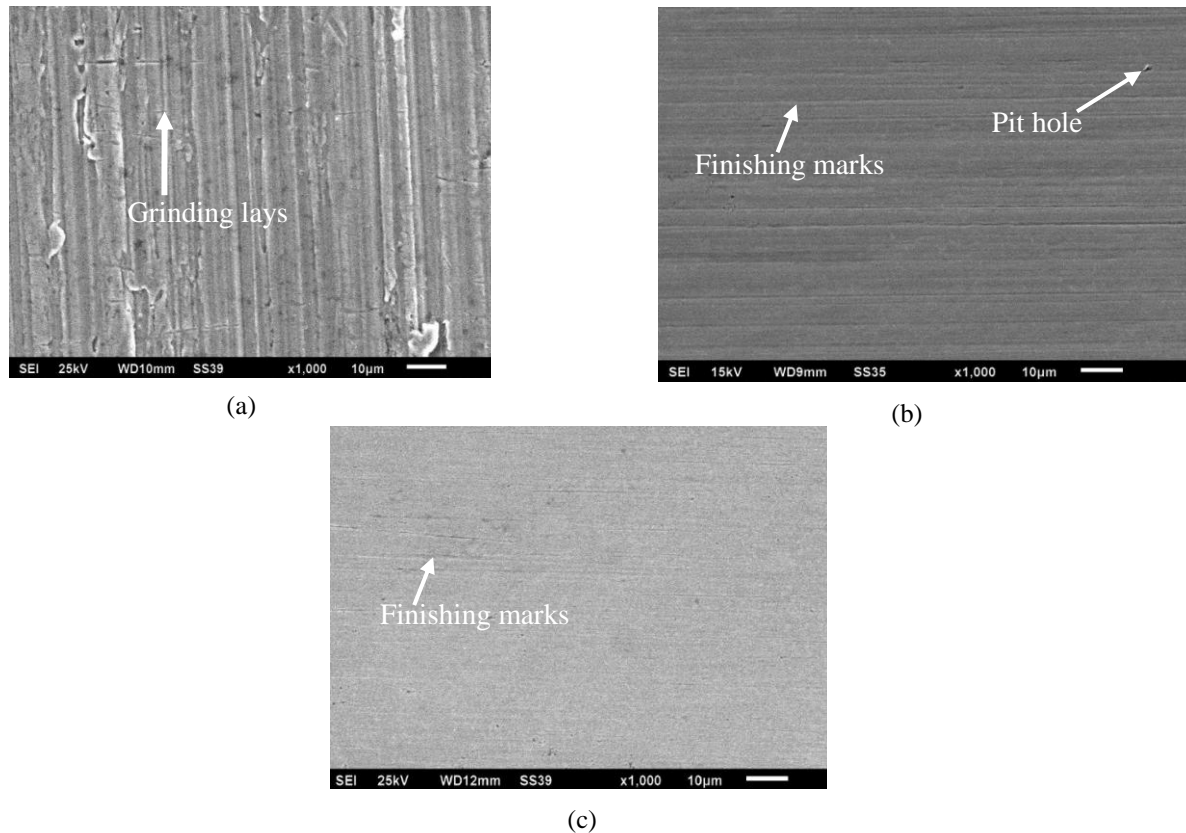 Grinding lays
SEI 25kV WD10mm SS39 x1,000 10μm
(a)
Pit hole
Finishing marks
SEI 15kV WD9mm SS35 x1,000 10μm
(b)
Finishing marks
SEI 25kV WD12mm SS39 x1,000 10μm
(c)